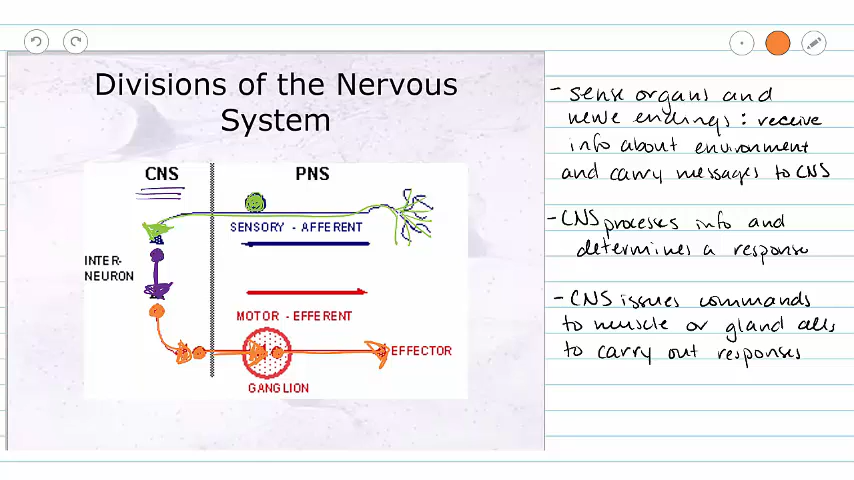 Divisions of the Nervous
System
CNS
PNS
SENSORY - AFFERENT
INTER-
NEURON
MOTOR - EFFERENT
EFFECTOR
GANGLION
- sense organs and
nerve endings : receive
info about environment
and carry messages to CNS
- CNS processes info and
determines a response
- CNS issues commands
to muscle or gland cells
to carry out responses